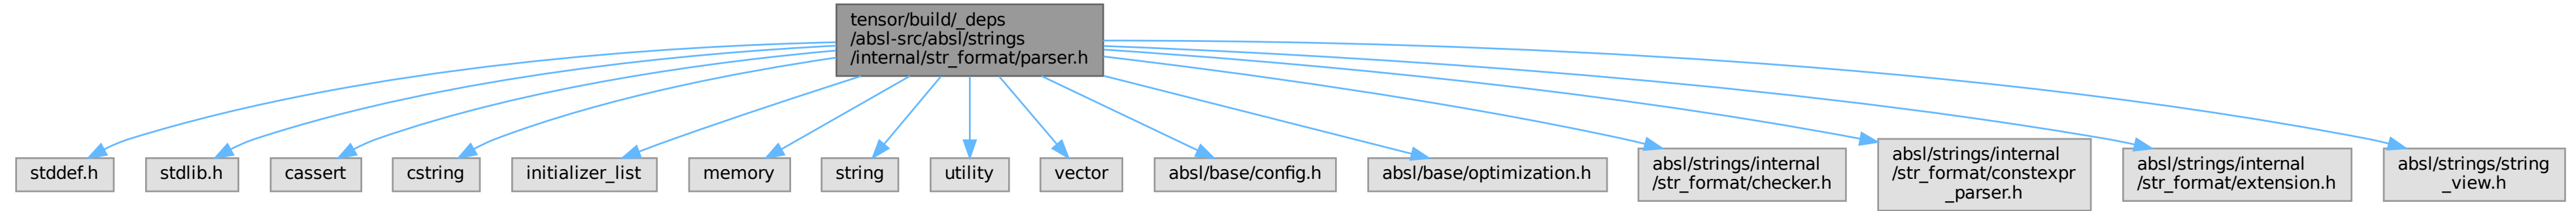 tensor/build/_deps
/absl-src/absl/strings
/internal/str_format/parser.h
stddef.h
stdlib.h
cassert
cstring
initializer_list
memory
string
utility
vector
absl/base/config.h
absl/base/optimization.h
absl/strings/internal
/str_format/checker.h
absl/strings/internal
/str_format/constexpr
_parser.h
absl/strings/internal
/str_format/extension.h
absl/strings/string
_view.h